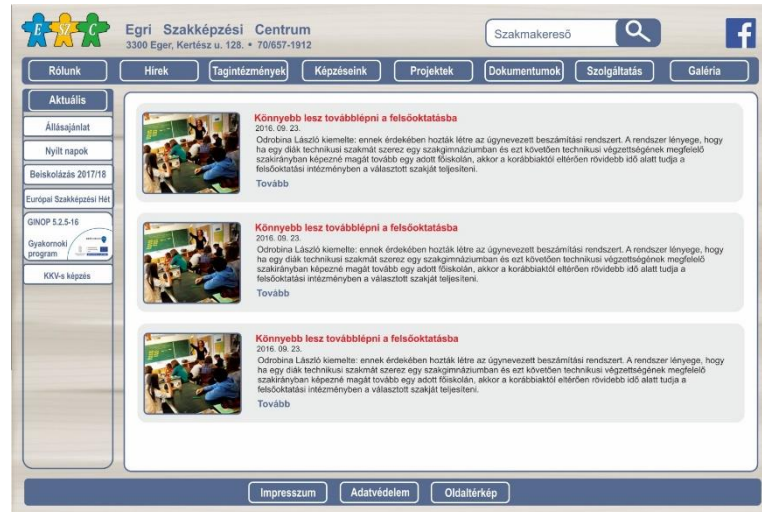 E SZ C
Egri Szakképzési Centrum
3300 Eger, Kertész u. 128. • 70/657-1912
Szakmakereső
f
Rólunk
Hírek
Tagintézmények
Képzéseink
Projektek
Dokumentumok
Szolgáltatás
Galéria
Aktuális
Állásajánlat
Nyílt napok
Beiskolázás 2017/18
Európai Szakképzési Hét
GINOP 5.2.5-16
Gyakornoki
program
KKV-s képzés
Könnyebb lesz továbblépni a felsőoktatásba
2016. 09. 23.
Odrobina László kiemelte: ennek érdekében hozták létre az úgynevezett beszámítási rendszert. A rendszer lényege, hogy
ha egy diák technikusi szakmát szerez egy szakgimnáziumban és ezt követően technikusi végzettségének megfelelő
szakirányban képezné magát tovább egy adott főiskolán, akkor a korábbiaktól eltérően rövidebb idő alatt tudja a
felsőoktatási intézményben a választott szakját teljesíteni.
Tovább
Könnyebb lesz továbblépni a felsőoktatásba
2016. 09. 23.
Odrobina László kiemelte: ennek érdekében hozták létre az úgynevezett beszámítási rendszert. A rendszer lényege, hogy
ha egy diák technikusi szakmát szerez egy szakgimnáziumban és ezt követően technikusi végzettségének megfelelő
szakirányban képezné magát tovább egy adott főiskolán, akkor a korábbiaktól eltérően rövidebb idő alatt tudja a
felsőoktatási intézményben a választott szakját teljesíteni.
Tovább
Könnyebb lesz továbblépni a felsőoktatásba
2016. 09. 23.
Odrobina László kiemelte: ennek érdekében hozták létre az úgynevezett beszámítási rendszert. A rendszer lényege, hogy
ha egy diák technikusi szakmát szerez egy szakgimnáziumban és ezt követően technikusi végzettségének megfelelő
szakirányban képezné magát tovább egy adott főiskolán, akkor a korábbiaktól eltérően rövidebb idő alatt tudja a
felsőoktatási intézményben a választott szakját teljesíteni.
Tovább
Impresszum
Adatvédelem
Oldaltérkép